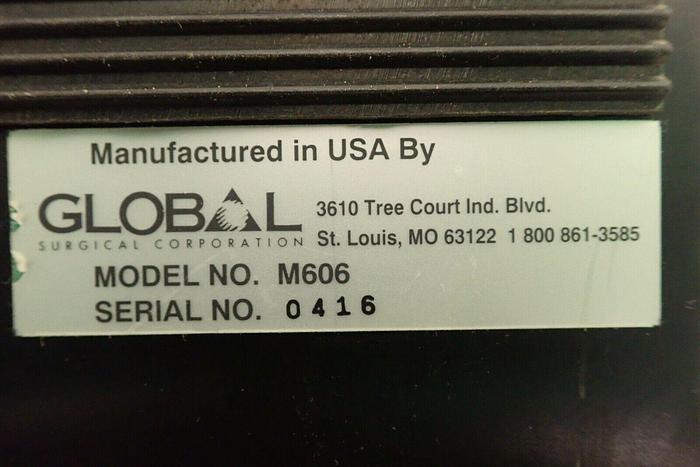 Manufactured in USA By
GLOBAL
SURGICAL CORPORATION
3610 Tree Court Ind. Blvd.
St. Louis, MO 63122 1 800 861-3585
MODEL NO. M606
SERIAL NO. 0416